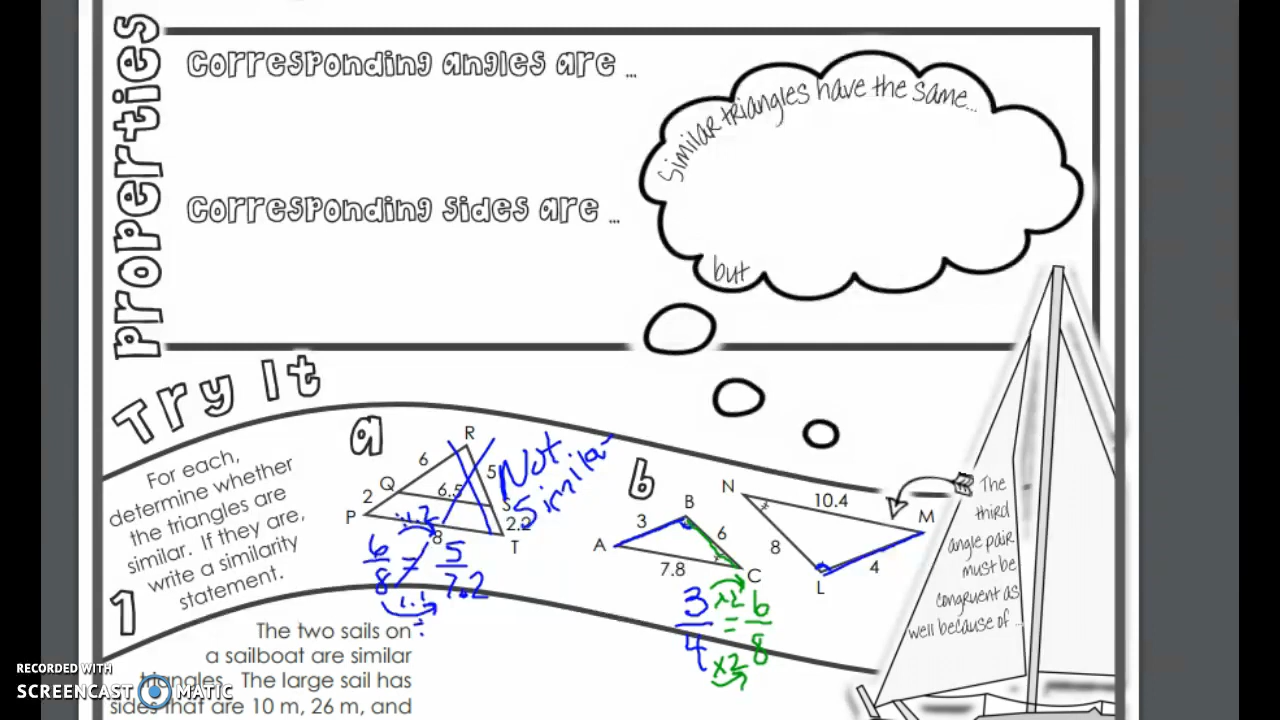 Properties
Corresponding angles are ...
Corresponding sides are ...
Similar triangles have the same...
but
Try It
1
For each,
determine whether
the triangles are
similar. If they are,
write a similarity
statement.
a
R
6
5
Q
6.5
S
2
P
2.2
8
T
Not
Similar
6/8 = 5/7.2
b
N
10.4
M
B
3
6
8
A
C
7.8
4
L
3/4 = 6/8
×2
×2
The
third
angle pair
must be
congruent as
well because of ...
The two sails on
a sailboat are similar
triangles. The large sail has
sides that are 10 m, 26 m, and
RECORDED WITH
SCREENCAST MATIC